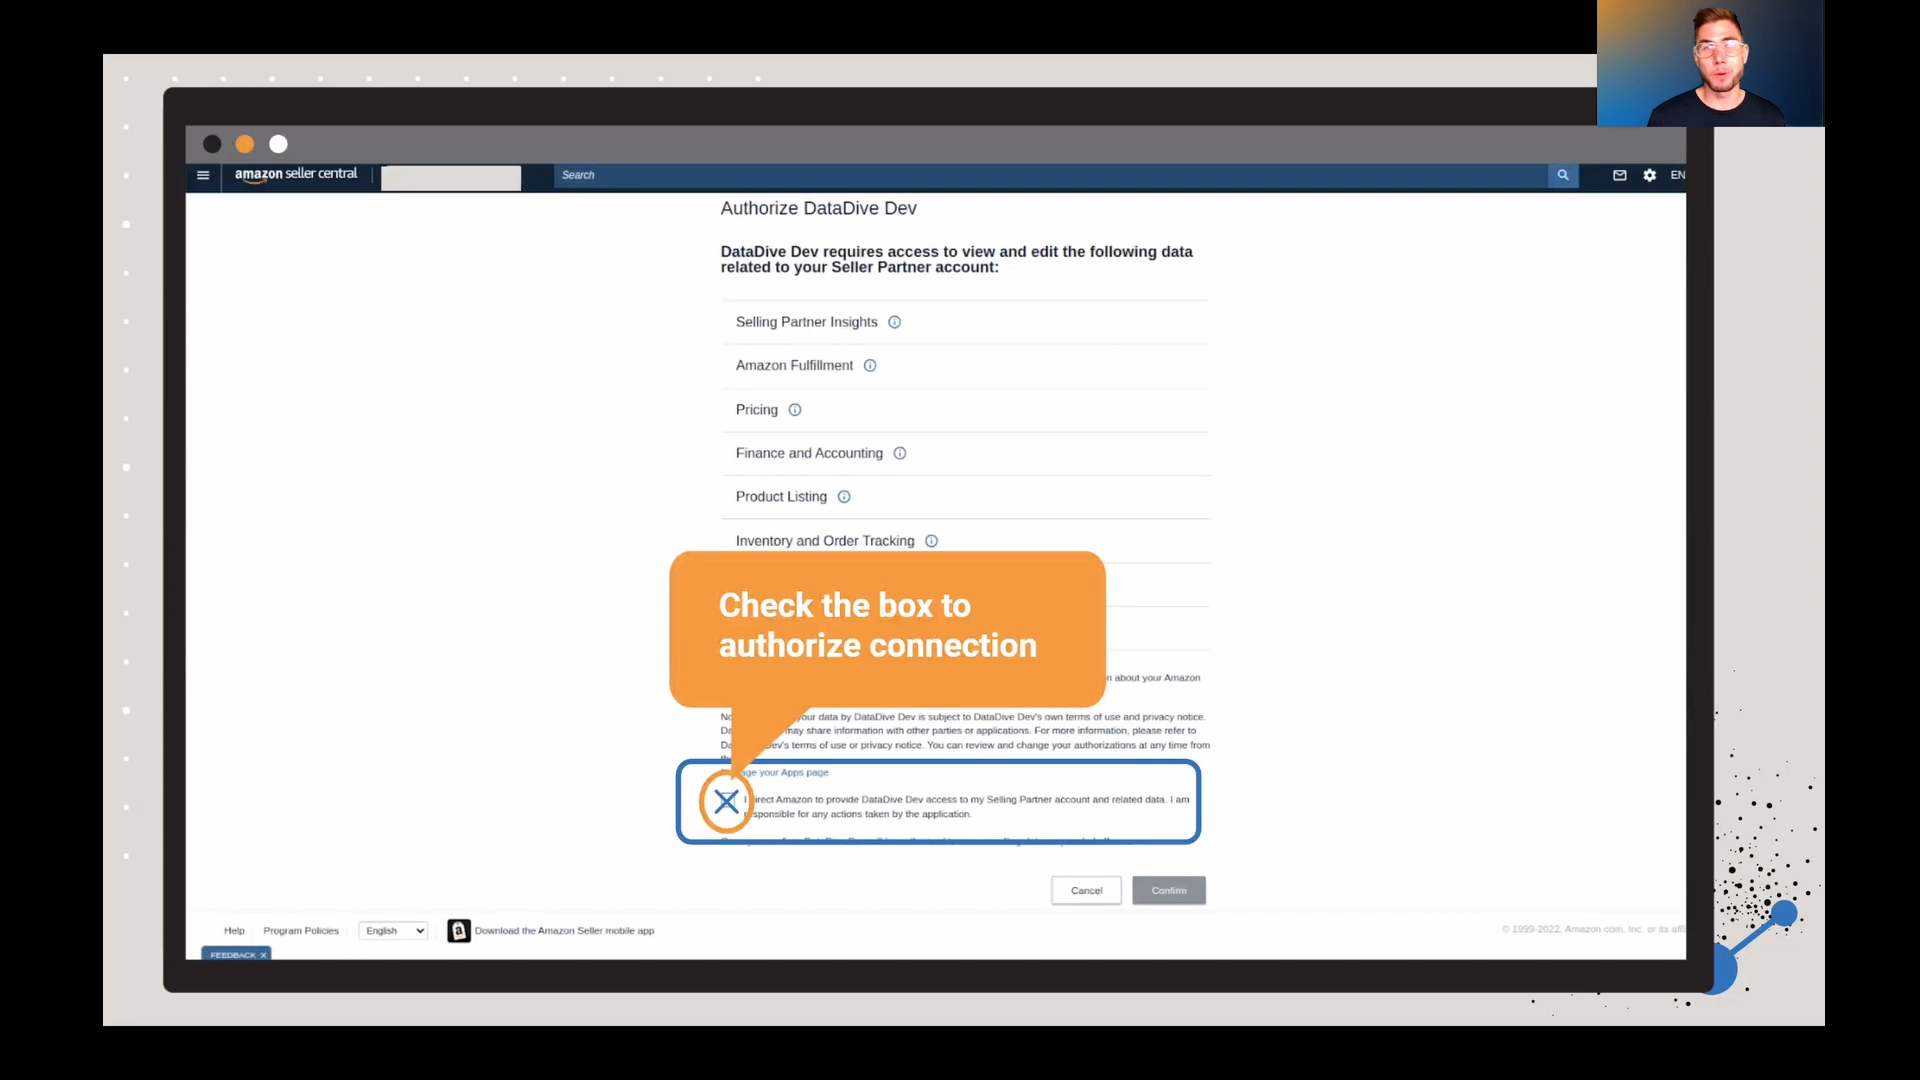 amazon seller central
Search
EN
Authorize DataDive Dev
DataDive Dev requires access to view and edit the following data
related to your Seller Partner account:
Selling Partner Insights
Amazon Fulfillment
Pricing
Finance and Accounting
Product Listing
Inventory and Order Tracking
Check the box to
authorize connection
about your Amazon
your data by DataDive Dev is subject to DataDive Dev's own terms of use and privacy notice.
may share information with other parties or applications. For more information, please refer to
terms of use or privacy notice. You can review and change your authorizations at any time from
your Apps page
I direct Amazon to provide DataDive Dev access to my Selling Partner account and related data. I am
responsible for any actions taken by the application.
Cancel
Confirm
Help
Program Policies
English
Download the Amazon Seller mobile app
© 1999-2022, Amazon.com, Inc. or its
FEEDBACK X